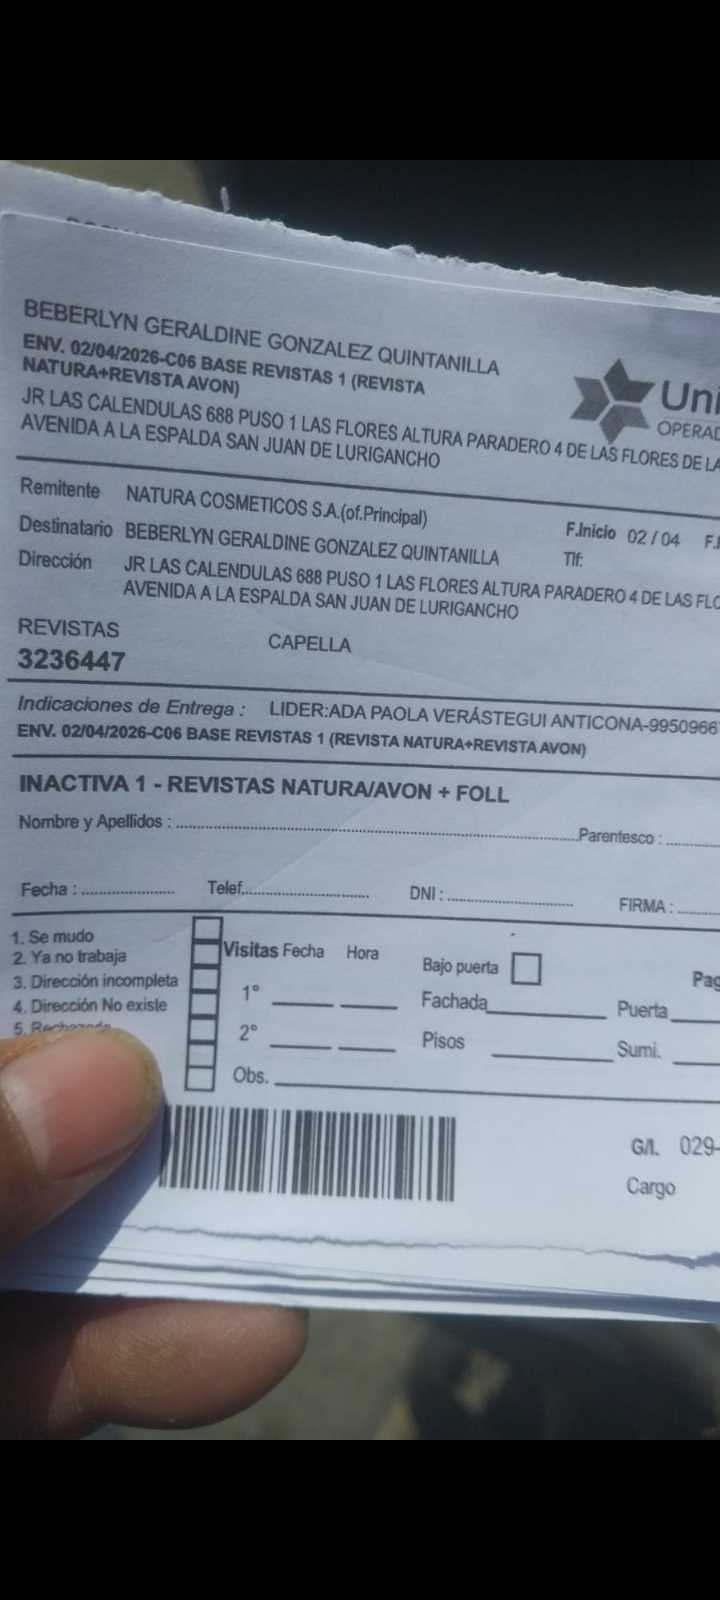 BEBERLYN GERALDINE GONZALEZ QUINTANILLA
ENV. 02/04/2026-C06 BASE REVISTAS 1 (REVISTA
NATURA+REVISTA AVON)
JR LAS CALENDULAS 688 PUSO 1 LAS FLORES ALTURA PARADERO 4 DE LAS FLORES DE LA
AVENIDA A LA ESPALDA SAN JUAN DE LURIGANCHO
Uni
OPERAD
Remitente NATURA COSMETICOS S.A.(of.Principal)
F.Inicio 02 / 04
Destinatario BEBERLYN GERALDINE GONZALEZ QUINTANILLA
Tlf:
Dirección JR LAS CALENDULAS 688 PUSO 1 LAS FLORES ALTURA PARADERO 4 DE LAS FLO
AVENIDA A LA ESPALDA SAN JUAN DE LURIGANCHO
REVISTAS CAPELLA
3236447
Indicaciones de Entrega : LIDER:ADA PAOLA VERÁSTEGUI ANTICONA-9950966
ENV. 02/04/2026-C06 BASE REVISTAS 1 (REVISTA NATURA+REVISTA AVON)
INACTIVA 1 - REVISTAS NATURA/AVON + FOLL
Nombre y Apellidos : Parentesco :
Fecha : Telef. DNI : FIRMA :
1. Se mudo
2. Ya no trabaja
3. Dirección incompleta
4. Dirección No existe
5. Rechazado
Visitas Fecha Hora
1°
2°
Obs.
Bajo puerta
Fachada Puerta
Pisos Sumi.
G/I. 029-
Cargo